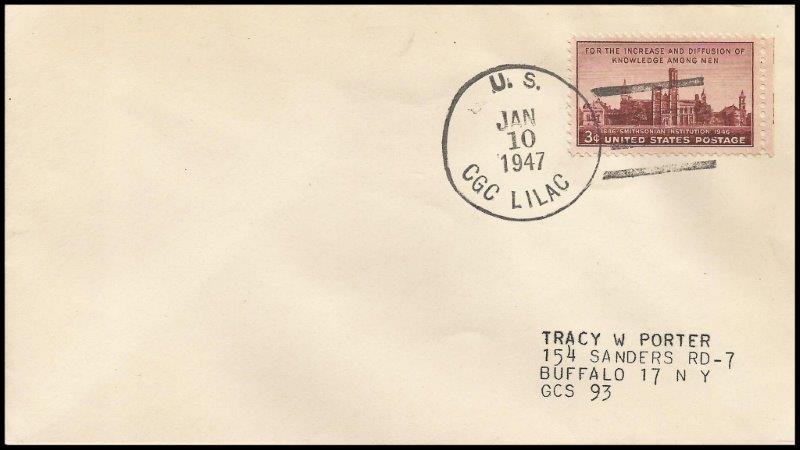 FOR THE INCREASE AND DIFFUSION OF
KNOWLEDGE AMONG MEN
1846·SMITHSONIAN INSTITUTION·1946
3¢ UNITED STATES POSTAGE
U. S.
JAN
10
1947
CGC LILAC
TRACY W PORTER
154 SANDERS RD-7
BUFFALO 17 N Y
GCS 93